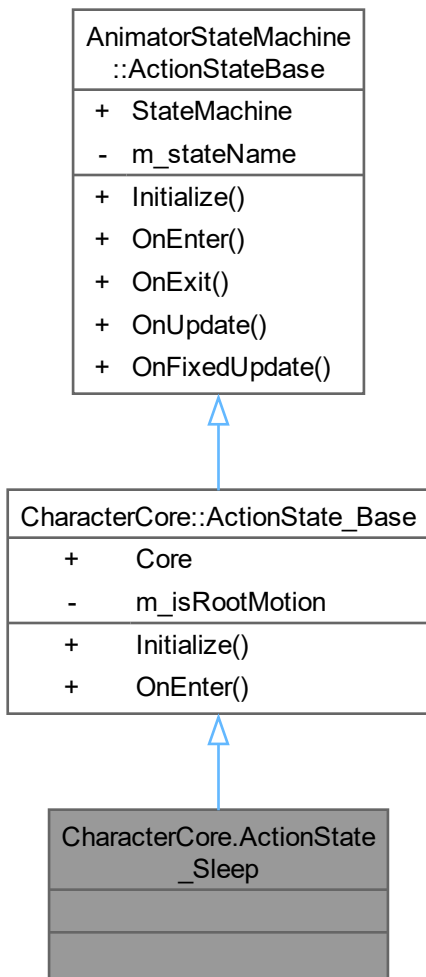 AnimatorStateMachine
::ActionStateBase
+ StateMachine
- m_stateName
+ Initialize()
+ OnEnter()
+ OnExit()
+ OnUpdate()
+ OnFixedUpdate()
CharacterCore::ActionState_Base
+ Core
- m_isRootMotion
+ Initialize()
+ OnEnter()
CharacterCore.ActionState
_Sleep